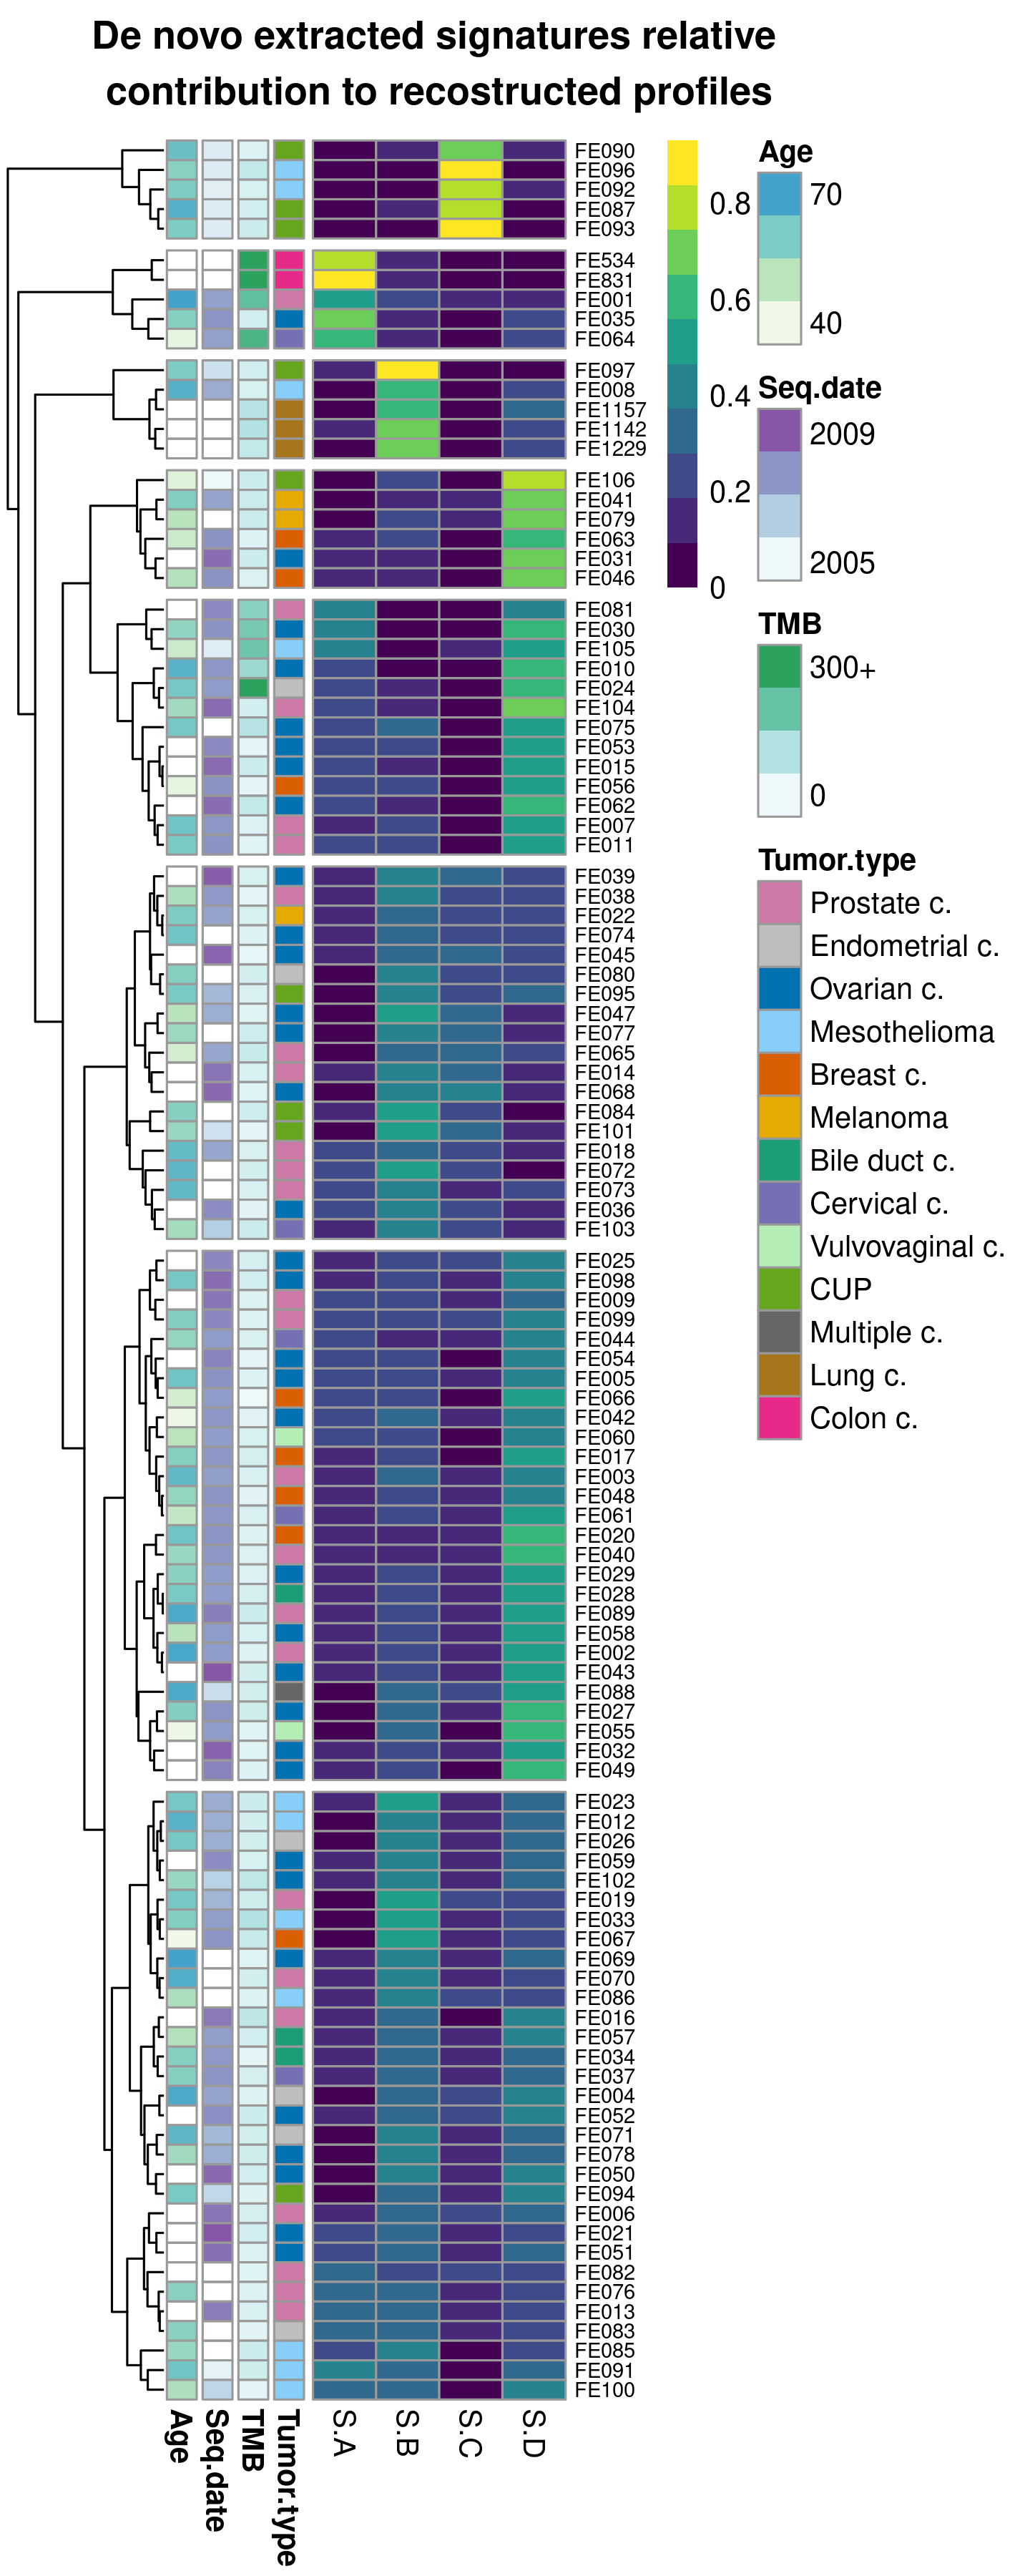 De novo extracted signatures relative
contribution to recostructed profiles
FE090
FE096
FE092
FE087
FE093
FE534
FE831
FE001
FE035
FE064
FE097
FE008
FE1157
FE1142
FE1229
FE106
FE041
FE079
FE063
FE031
FE046
FE081
FE030
FE105
FE010
FE024
FE104
FE075
FE053
FE015
FE056
FE062
FE007
FE011
FE039
FE038
FE022
FE074
FE045
FE080
FE095
FE047
FE077
FE065
FE014
FE068
FE084
FE101
FE018
FE072
FE073
FE036
FE103
FE025
FE098
FE009
FE099
FE044
FE054
FE005
FE066
FE042
FE060
FE017
FE003
FE048
FE061
FE020
FE040
FE029
FE028
FE089
FE058
FE002
FE043
FE088
FE027
FE055
FE032
FE049
FE023
FE012
FE026
FE059
FE102
FE019
FE033
FE067
FE069
FE070
FE086
FE016
FE057
FE034
FE037
FE004
FE052
FE071
FE078
FE050
FE094
FE006
FE021
FE051
FE082
FE076
FE013
FE083
FE085
FE091
FE100
Age
Seq.date
TMB
Tumor.type
S.A
S.B
S.C
S.D
0.8
0.6
0.4
0.2
0
Age
70
40
Seq.date
2009
2005
TMB
300+
0
Tumor.type
Prostate c.
Endometrial c.
Ovarian c.
Mesothelioma
Breast c.
Melanoma
Bile duct c.
Cervical c.
Vulvovaginal c.
CUP
Multiple c.
Lung c.
Colon c.